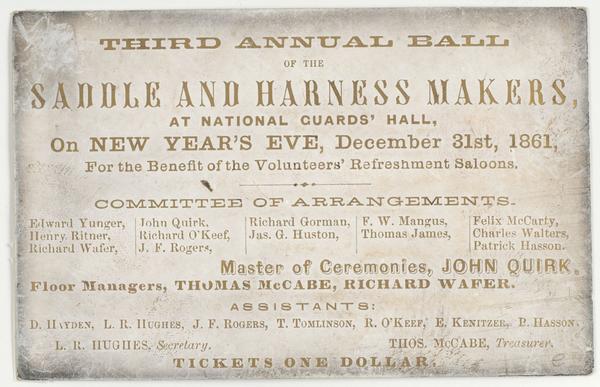 THIRD ANNUAL BALL
OF THE
SADDLE AND HARNESS MAKERS,
AT NATIONAL GUARDS' HALL,
On NEW YEAR'S EVE, December 31st, 1861,
For the Benefit of the Volunteers' Refreshment Saloons.
COMMITTEE OF ARRANGEMENTS.
Edward Yunger,
Henry Ritner,
Richard Wafer,
John Quirk,
Richard O'Keef,
J. F. Rogers,
Richard Gorman,
Jas. G. Huston,
F. W. Mangus,
Thomas James,
Felix McCarty,
Charles Walters,
Patrick Hasson.
Master of Ceremonies, JOHN QUIRK.
Floor Managers, THOMAS McCABE, RICHARD WAFER.
ASSISTANTS:
D. HAYDEN, L. R. HUGHES, J. F. ROGERS, T. TOMLINSON, R. O'KEEF, E. KENITZER, P. HASSON.
L. R. HUGHES, Secretary. THOS. McCABE, Treasurer.
TICKETS ONE DOLLAR.